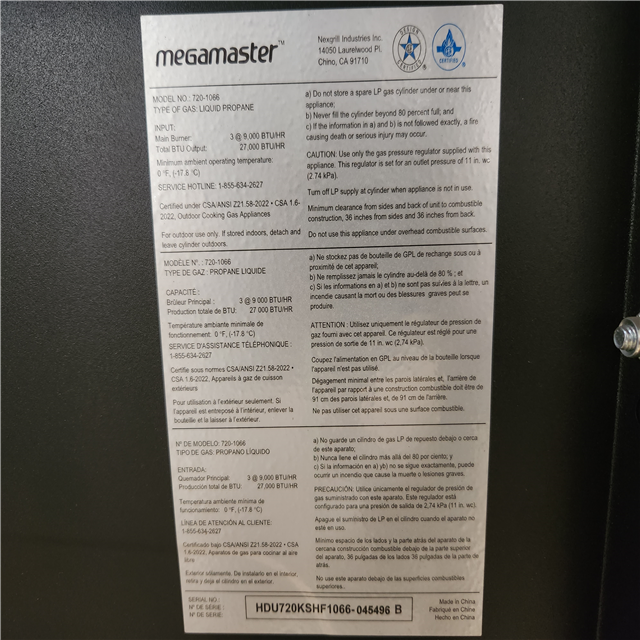 megamaster™
Nexgrill Industries Inc.
14050 Laurelwood Pl.
Chino, CA 91710
DESIGN
CERTIFIED
CERTIFIED
MODEL NO.: 720-1066
TYPE OF GAS: LIQUID PROPANE
INPUT:
Main Burner: 3 @ 9,000 BTU/HR
Total BTU Output: 27,000 BTU/HR
Minimum ambient operating temperature:
0 °F, (-17.8 °C)
SERVICE HOTLINE: 1-855-634-2627
Certified under CSA/ANSI Z21.58-2022 • CSA 1.6-
2022, Outdoor Cooking Gas Appliances
For outdoor use only. If stored indoors, detach and
leave cylinder outdoors.
a) Do not store a spare LP gas cylinder under or near this
appliance;
b) Never fill the cylinder beyond 80 percent full; and
c) If the information in a) and b) is not followed exactly, a fire
causing death or serious injury may occur.
CAUTION: Use only the gas pressure regulator supplied with this
appliance. This regulator is set for an outlet pressure of 11 in. wc
(2.74 kPa).
Turn off LP supply at cylinder when appliance is not in use.
Minimum clearance from sides and back of unit to combustible
construction, 36 inches from sides and 36 inches from back.
Do not use this appliance under overhead combustible surfaces.
MODÈLE N°. : 720-1066
TYPE DE GAZ : PROPANE LIQUIDE
CAPACITÉ :
Brûleur Principal : 3 @ 9 000 BTU/HR
Production totale de BTU: 27 000 BTU/HR
Température ambiante minimale de
fonctionnement: 0 °F, (-17.8 °C)
SERVICE D'ASSISTANCE TÉLÉPHONIQUE :
1-855-634-2627
Certifie sous normes CSA/ANSI Z21.58-2022 •
CSA 1.6-2022, Appareils à gaz de cuisson
exterieurs
Pour utilisation à l'extérieur seulement. Si
l'appareil est entreposé à l'intérieur, enlever la
bouteille et la laisser à l'extérieur.
a) Ne stockez pas de bouteille de GPL de rechange sous ou à
proximité de cet appareil,
b) Ne remplissez jamais le cylindre au-delà de 80 % ; et
c) Si les informations en a) et b) ne sont pas suivies à la lettre, un
incendie causant la mort ou des blessures graves peut se
produire.
ATTENTION : Utilisez uniquement le régulateur de pression de
gaz fourni avec cet appareil. Ce régulateur est réglé pour une
pression de sortie de 11 in. wc (2,74 kPa).
Coupez l'alimentation en GPL au niveau de la bouteille lorsque
l'appareil n'est pas utilisé.
Dégagement minimal entre les parois latérales et, l'arrière de
l'appareil par rapport à une construction combustible doit être de
91 cm des parois latérales et, de 91 cm de l'arrière.
Ne pas utiliser cet appareil sous une surface combustible.
N° DE MODELO: 720-1066
TIPO DE GAS: PROPANO LÍQUIDO
ENTRADA:
Quemador Principal: 3 @ 9,000 BTU/HR
Producción total de BTU: 27,000 BTU/HR
Temperatura ambiente mínima de
funcionamiento: 0 °F, (-17.8 °C)
LÍNEA DE ATENCIÓN AL CLIENTE:
1-855-634-2627
Certificado bajo CSA/ANSI Z21.58-2022 • CSA
1.6-2022, Aparatos de gas para cocinar al aire
libre
Exterior sólamente. De instalarlo en el interior,
retira y deja el cilindro en el exterior.
a) No guarde un cilindro de gas LP de repuesto debajo o cerca
de este aparato;
b) Nunca llene el cilindro más allá del 80 por ciento; y
c) Si la información en a) yb) no se sigue exactamente, puede
ocurrir un incendio que cause la muerte o lesiones graves.
PRECAUCIÓN: Utilice únicamente el regulador de presión de
gas suministrado con este aparato. Este regulador está
configurado para una presión de salida de 2,74 kPa (11 in. wc).
Apague el suministro de LP en el cilindro cuando el aparato no
esté en uso.
Mínimo espacio de los lados y la parte atrás del aparato de la
cercana construcción combustible debajo de la parte superior
del aparato, 36 pulgadas de los lados 36 pulgadas de la parte de
atrás.
No use este aparato debajo de las superficies combustibles
superiores.
SERIAL NO.:
N° DE SÉRIE :
N° DE SERIE:
HDU720KSHF1066-045496 B
Made in China
Fabriqué en Chine
Hecho en China